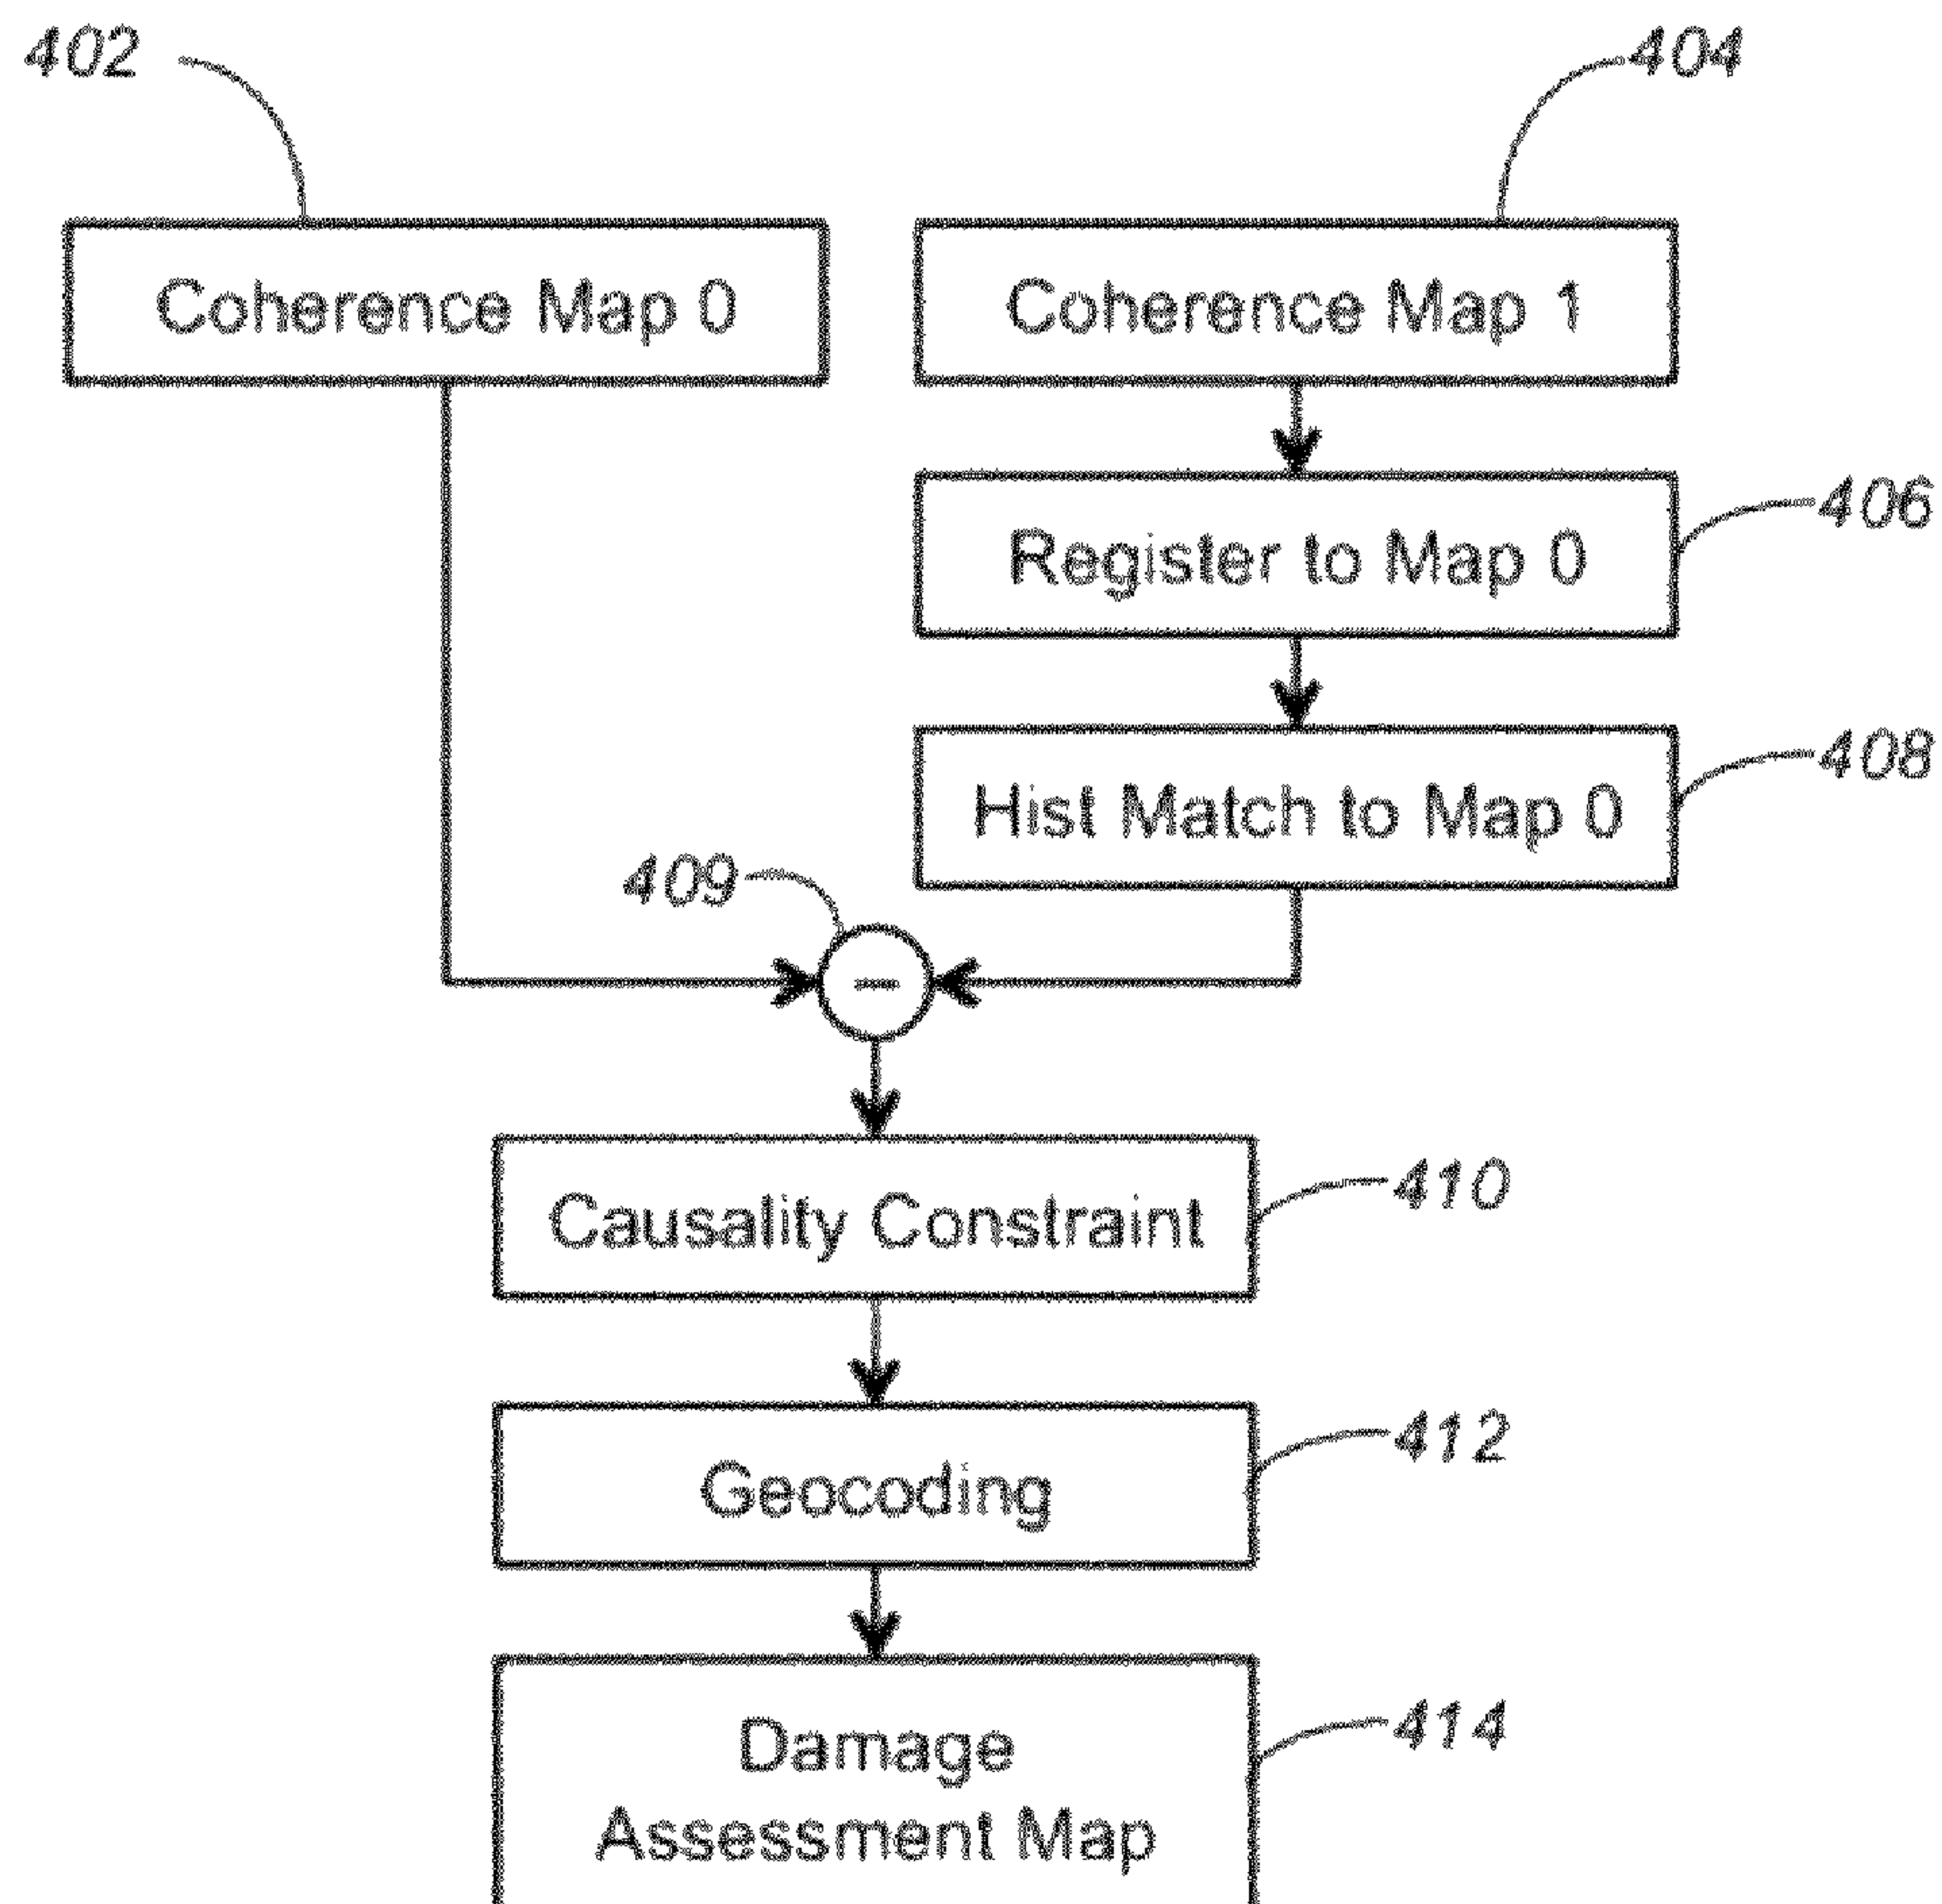 402
404
Coherence Map 0
Coherence Map 1
406
Register to Map 0
408
Hist Match to Map 0
409
–
Causality Constraint
410
412
Geocoding
414
Damage
Assessment Map